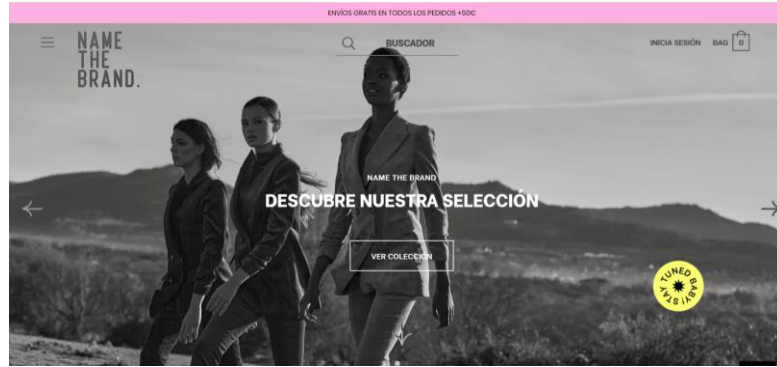 ENVÍOS GRATIS EN TODOS LOS PEDIDOS +50€
NAME
THE
BRAND.
BUSCADOR
INICIA SESIÓN
BAG
0
NAME THE BRAND
DESCUBRE NUESTRA SELECCIÓN
VER COLECCIÓN
STAY TUNED BABY!